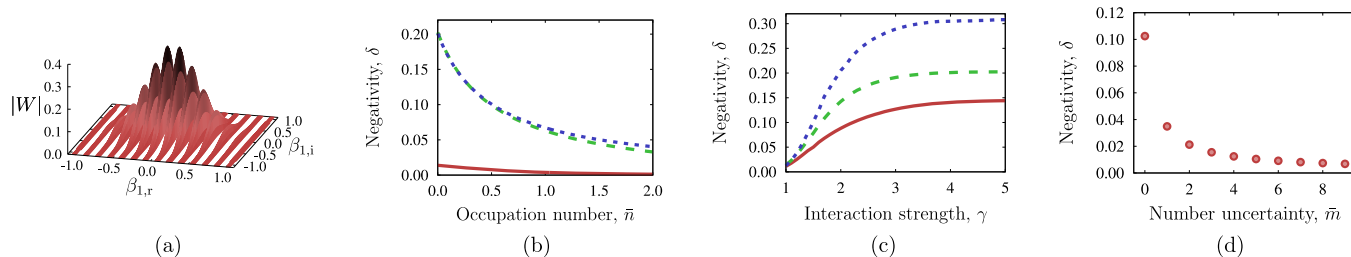 |W|
0.4
0.3
0.2
0.1
0.0
-1.0
-0.5
0.0
0.5
1.0
β1,r
1.0
0.5
0.0
-0.5
-1.0
β1,i
(a)
Negativity, δ
0.20
0.15
0.10
0.05
0.00
0.0 0.5 1.0 1.5 2.0
Occupation number, n̄
(b)
Negativity, δ
0.30
0.25
0.20
0.15
0.10
0.05
0.00
1 2 3 4 5
Interaction strength, γ
(c)
Negativity, δ
0.12
0.10
0.08
0.06
0.04
0.02
0.00
0 2 4 6 8
Number uncertainty, m̄
(d)